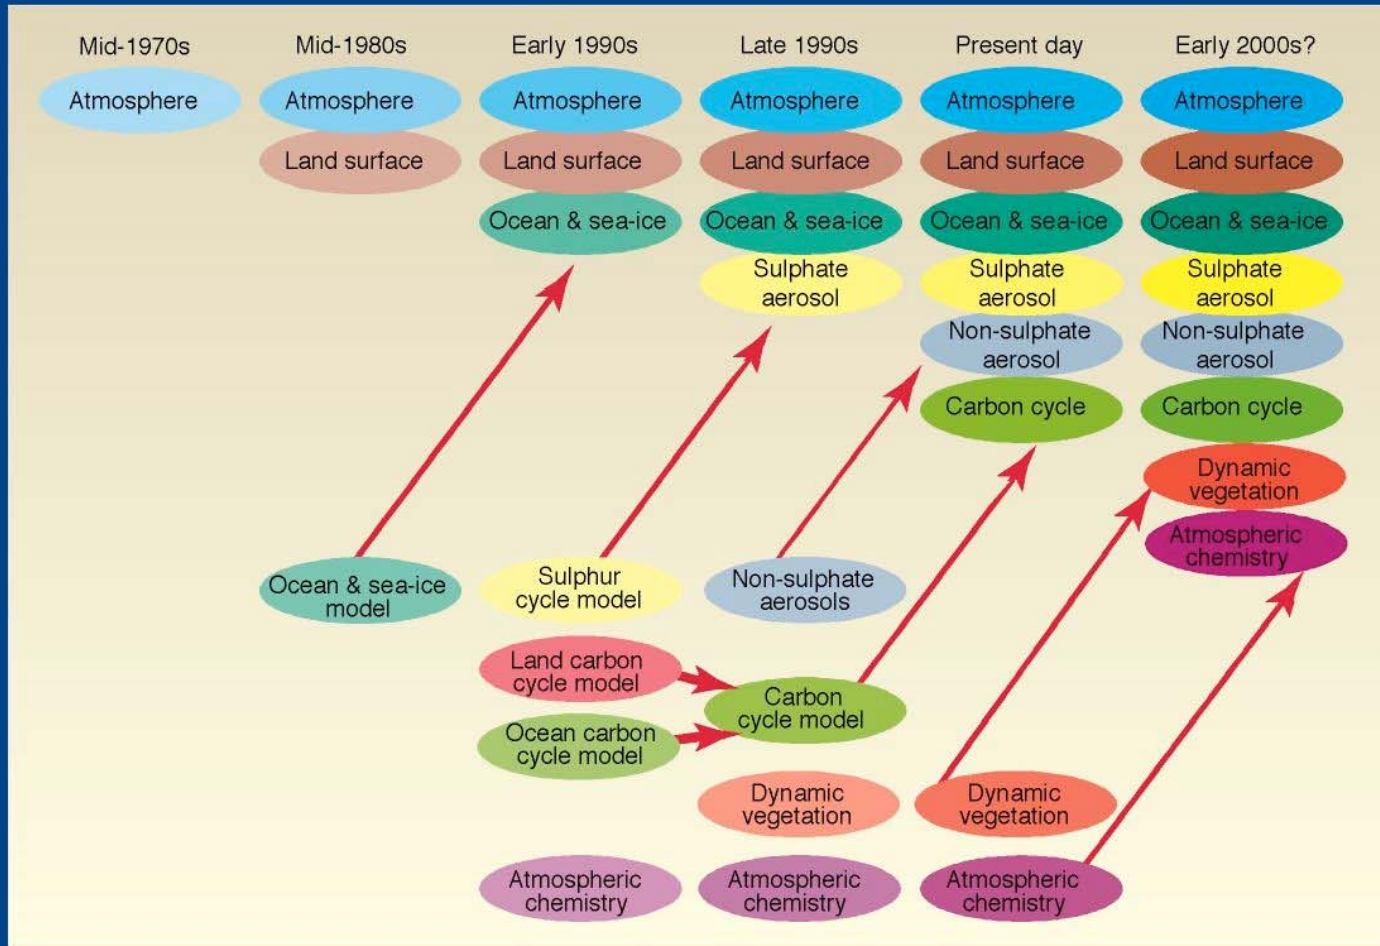 Mid-1970s
Mid-1980s
Early 1990s
Late 1990s
Present day
Early 2000s?
Atmosphere
Atmosphere
Atmosphere
Atmosphere
Atmosphere
Atmosphere
Land surface
Land surface
Land surface
Land surface
Land surface
Ocean & sea-ice
Ocean & sea-ice
Ocean & sea-ice
Ocean & sea-ice
Sulphate
aerosol
Sulphate
aerosol
Sulphate
aerosol
Non-sulphate
aerosol
Non-sulphate
aerosol
Carbon cycle
Carbon cycle
Dynamic
vegetation
Atmospheric
chemistry
Ocean & sea-ice
model
Sulphur
cycle model
Non-sulphate
aerosols
Land carbon
cycle model
Carbon
cycle model
Ocean carbon
cycle model
Dynamic
vegetation
Dynamic
vegetation
Atmospheric
chemistry
Atmospheric
chemistry
Atmospheric
chemistry